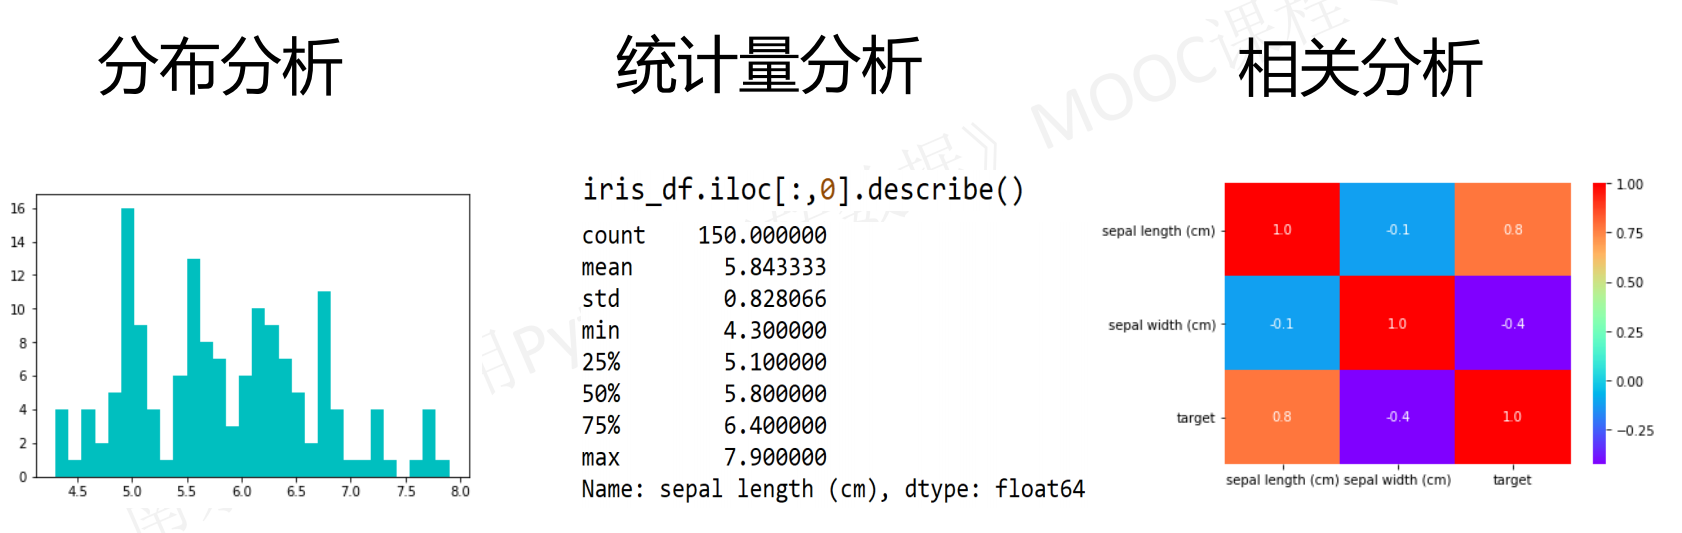 分布分析
统计量分析
相关分析
16
14
12
10
8
6
4
2
0
4.5 5.0 5.5 6.0 6.5 7.0 7.5 8.0
iris_df.iloc[:,0].describe()
count 150.000000
mean 5.843333
std 0.828066
min 4.300000
25% 5.100000
50% 5.800000
75% 6.400000
max 7.900000
Name: sepal length (cm), dtype: float64
sepal length (cm) 1.0 -0.1 0.8
sepal width (cm) -0.1 1.0 -0.4
target 0.8 -0.4 1.0
sepal length (cm) sepal width (cm) target
1.00
0.75
0.50
0.25
0.00
−0.25
》MOOC课程
用Py